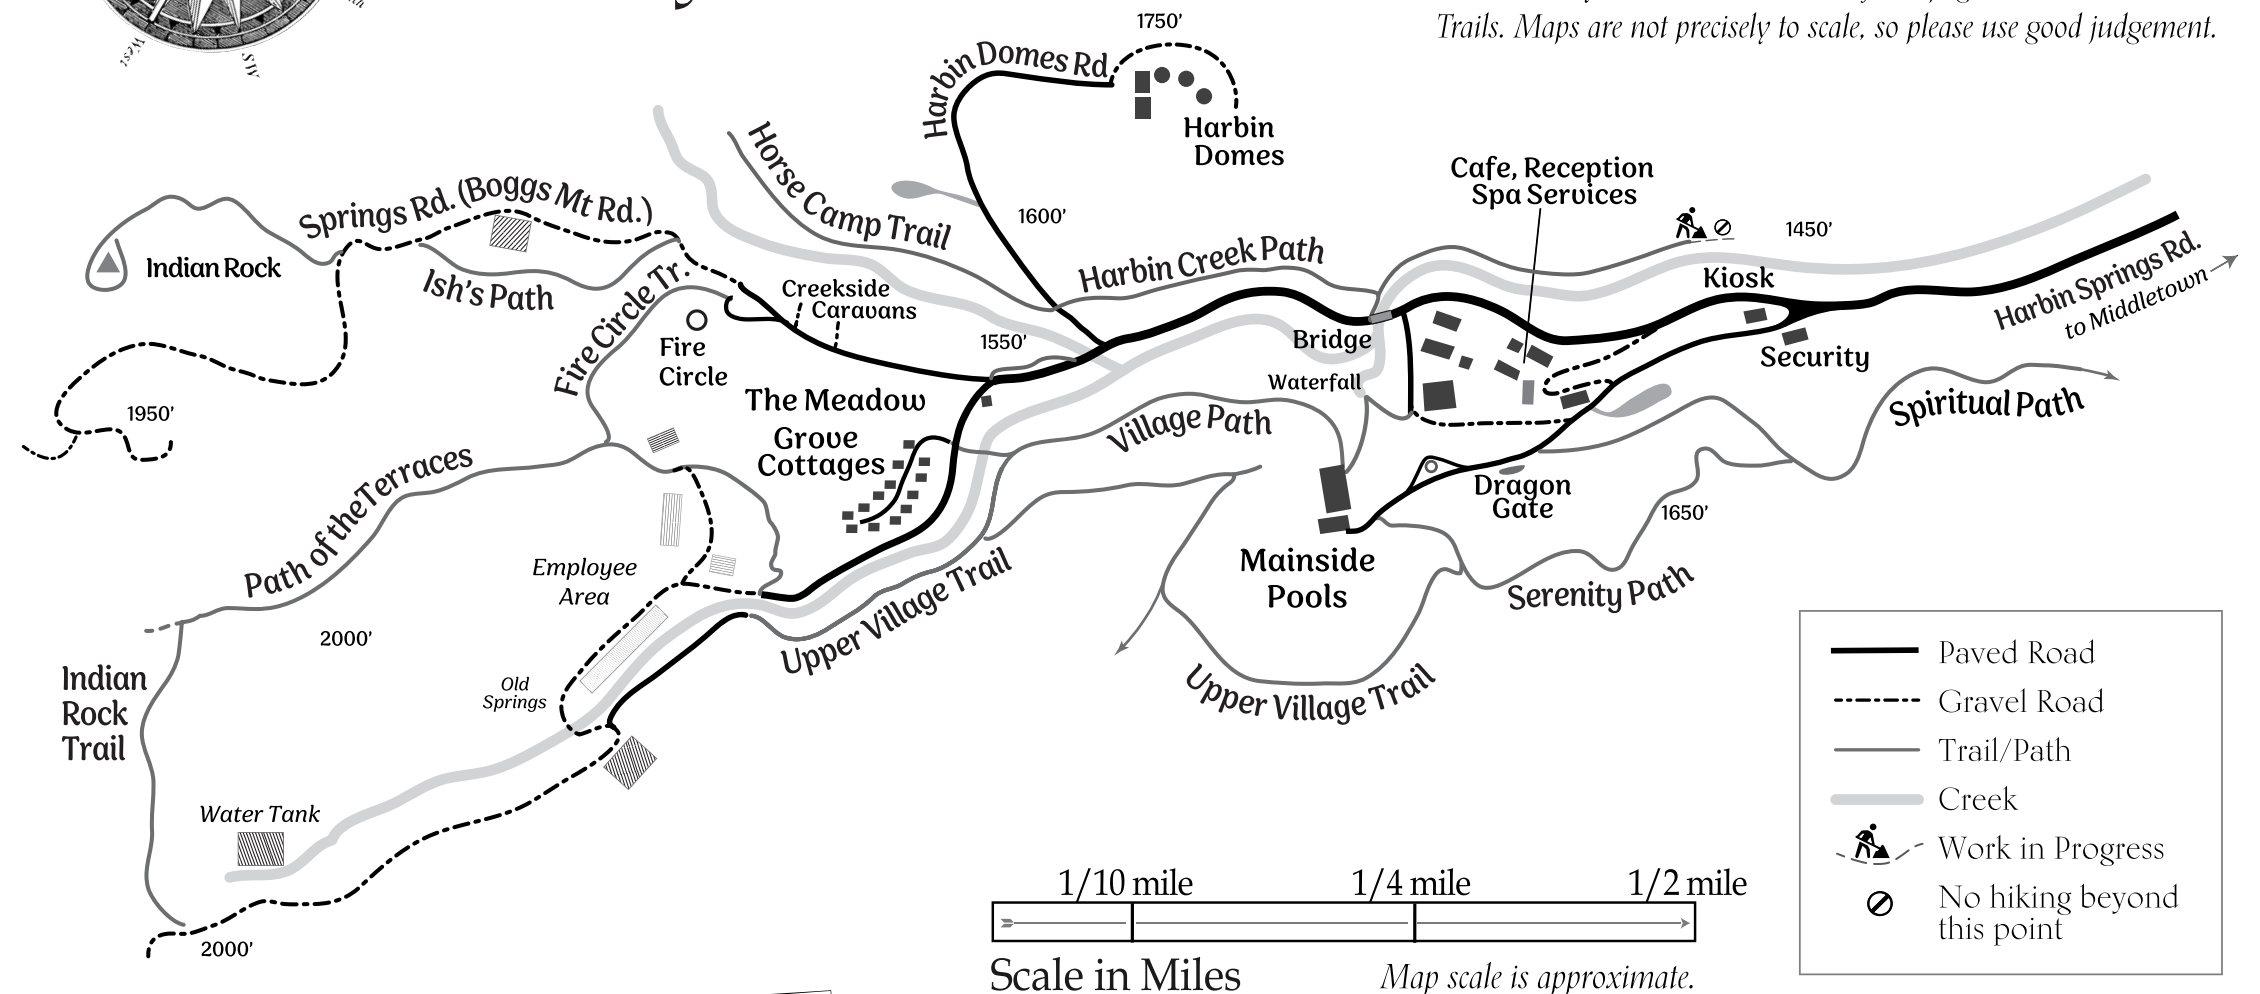 West
SW
Trails. Maps are not precisely to scale, so please use good judgement.
1750'
Harbin Domes Rd
Harbin
Domes
Horse Camp Trail
1600'
Cafe, Reception
Spa Services
1450'
Kiosk
Harbin Springs Rd.
to Middletown
Springs Rd. (Boggs Mt Rd.)
Indian Rock
Ish's Path
Fire Circle Tr.
Creekside
Caravans
Harbin Creek Path
Bridge
Security
Fire
Circle
1550'
Waterfall
Spiritual Path
1950'
The Meadow
Grove
Cottages
Village Path
Path of the Terraces
Dragon
Gate
1650'
Employee
Area
Mainside
Pools
Serenity Path
Upper Village Trail
2000'
Indian
Rock
Trail
Old
Springs
Upper Village Trail
Water Tank
2000'
Paved Road
Gravel Road
Trail/Path
Creek
Work in Progress
No hiking beyond
this point
1/10 mile
1/4 mile
1/2 mile
Scale in Miles
Map scale is approximate.